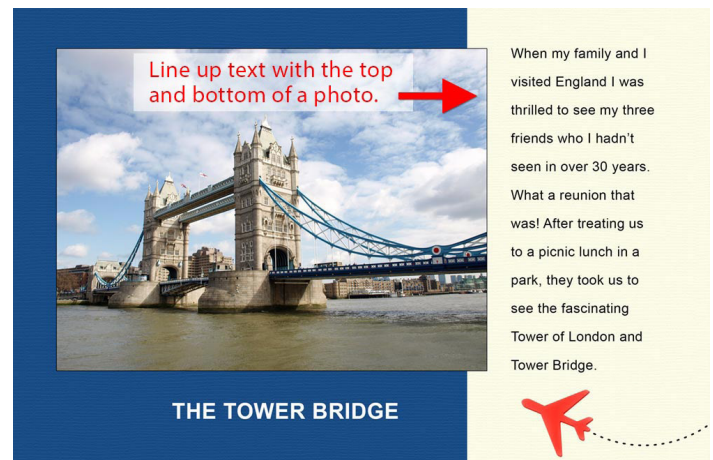 Line up text with the top
and bottom of a photo.
When my family and I
visited England I was
thrilled to see my three
friends who I hadn't
seen in over 30 years.
What a reunion that
was! After treating us
to a picnic lunch in a
park, they took us to
see the fascinating
Tower of London and
Tower Bridge.
THE TOWER BRIDGE